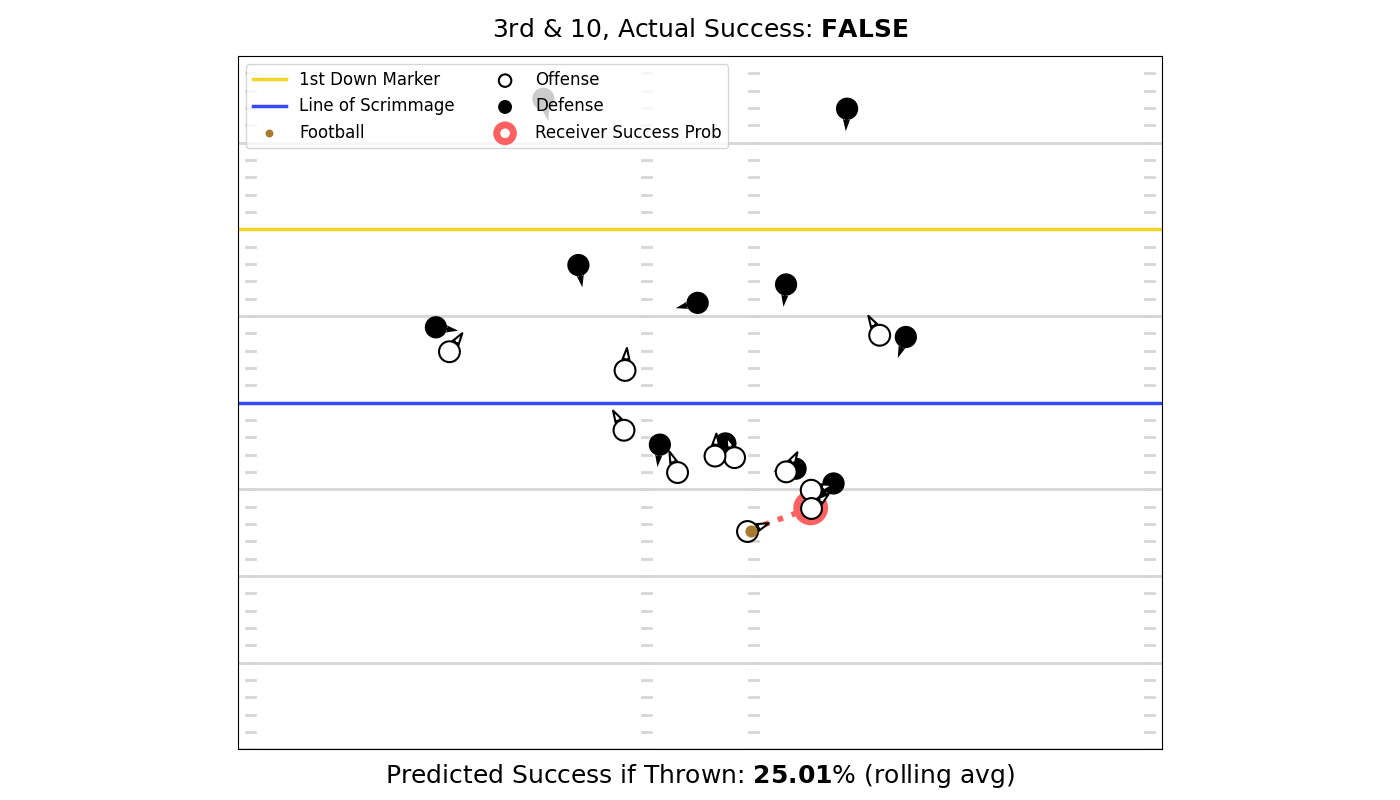 3rd & 10, Actual Success: FALSE
1st Down Marker
Line of Scrimmage
Football
Offense
Defense
Receiver Success Prob
Predicted Success if Thrown: 25.01% (rolling avg)